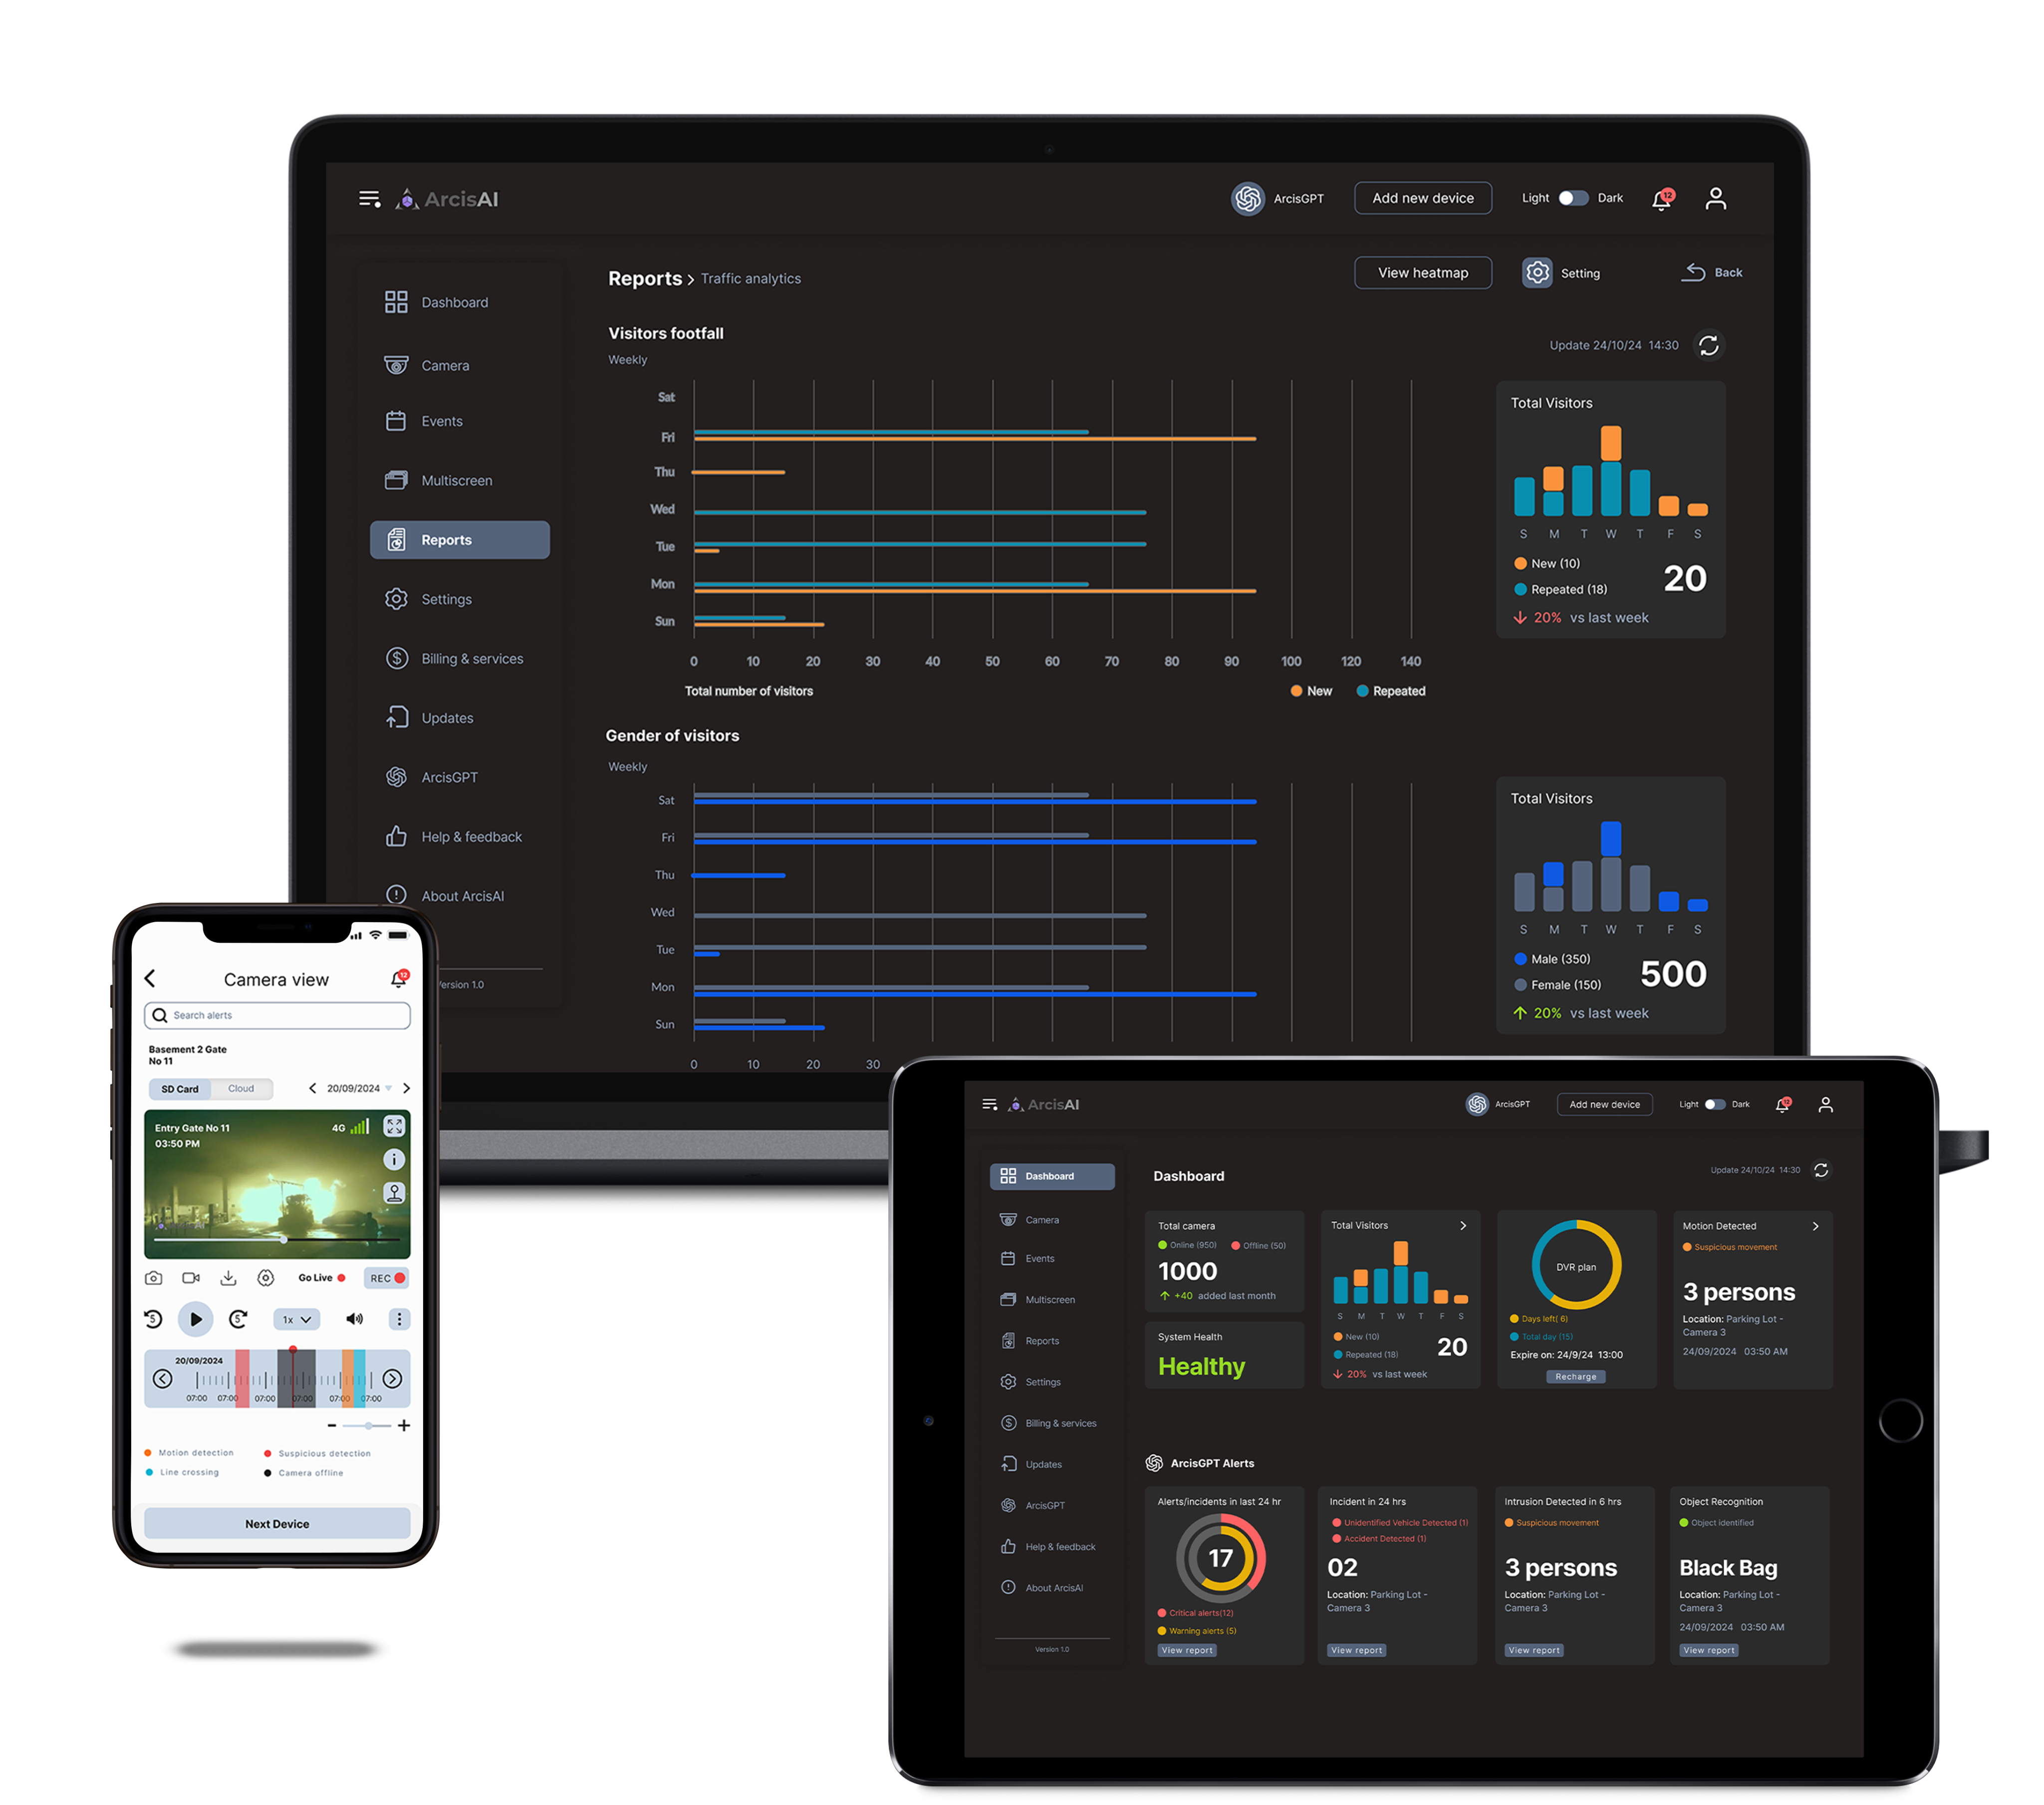 ArcisAI
ArcisGPT
Add new device
Light Dark
12
Dashboard
Camera
Events
Multiscreen
Reports
Settings
Billing & services
Updates
ArcisGPT
Help & feedback
About ArcisAI
ersion 1.0
Reports > Traffic analytics
View heatmap
Setting
Back
Visitors footfall
Weekly
Update 24/10/24 14:30
Sat
Fri
Thu
Wed
Tue
Mon
Sun
0 10 20 30 40 50 60 70 80 90 100 120 140
Total number of visitors
New Repeated
Total Visitors
S M T W T F S
New (10)
Repeated (18)
20
20% vs last week
Gender of visitors
Weekly
Sat
Fri
Thu
Wed
Tue
Mon
Sun
0 10 20 30
Total Visitors
S M T W T F S
Male (350)
Female (150)
500
20% vs last week
Camera view
12
Search alerts
Basement 2 Gate
No 11
SD Card Cloud
20/09/2024
Entry Gate No 11
03:50 PM
4G
Go Live
REC
5
5
1x
20/09/2024
07:00 07:00 07:00 07:00 07:00 07:00
- +
Motion detection Suspicious detection
Line crossing Camera offline
Next Device
ArcisAI
ArcisGPT
Add new device
Light Dark
12
Dashboard
Camera
Events
Multiscreen
Reports
Settings
Billing & services
Updates
ArcisGPT
Help & feedback
About ArcisAI
Version 1.0
Dashboard
Update 24/10/24 14:30
Total camera
Online (950) Offline (50)
1000
+40 added last month
System Health
Healthy
Total Visitors
S M T W T F S
New (10)
Repeated (18)
20
20% vs last week
DVR plan
Days left( 6)
Total day (15)
Expire on: 24/9/24 13:00
Recharge
Motion Detected
Suspicious movement
3 persons
Location: Parking Lot -
Camera 3
24/09/2024 03:50 AM
ArcisGPT Alerts
Alerts/incidents in last 24 hr
17
Critical alerts(12)
Warning alerts (5)
View report
Incident in 24 hrs
Unidentified Vehicle Detected (1)
Accident Detected (1)
02
Location: Parking Lot -
Camera 3
View report
Intrusion Detected in 6 hrs
Suspicious movement
3 persons
Location: Parking Lot -
Camera 3
View report
Object Recognition
Object identified
Black Bag
Location: Parking Lot -
Camera 3
24/09/2024 03:50 AM
View report